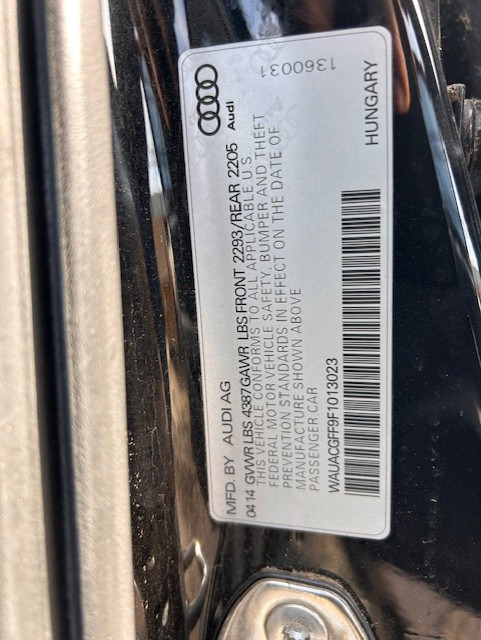 MFD. BY AUDI AG
04 14 GVWR LBS 4387 GAWR LBS FRONT 2293/REAR 2205
THIS VEHICLE CONFORMS TO ALL APPLICABLE U.S.
FEDERAL MOTOR VEHICLE SAFETY, BUMPER AND THEFT
PREVENTION STANDARDS IN EFFECT ON THE DATE OF
MANUFACTURE SHOWN ABOVE
PASSENGER CAR
WAUACGFF9F1013023
Audi
HUNGARY
1360031